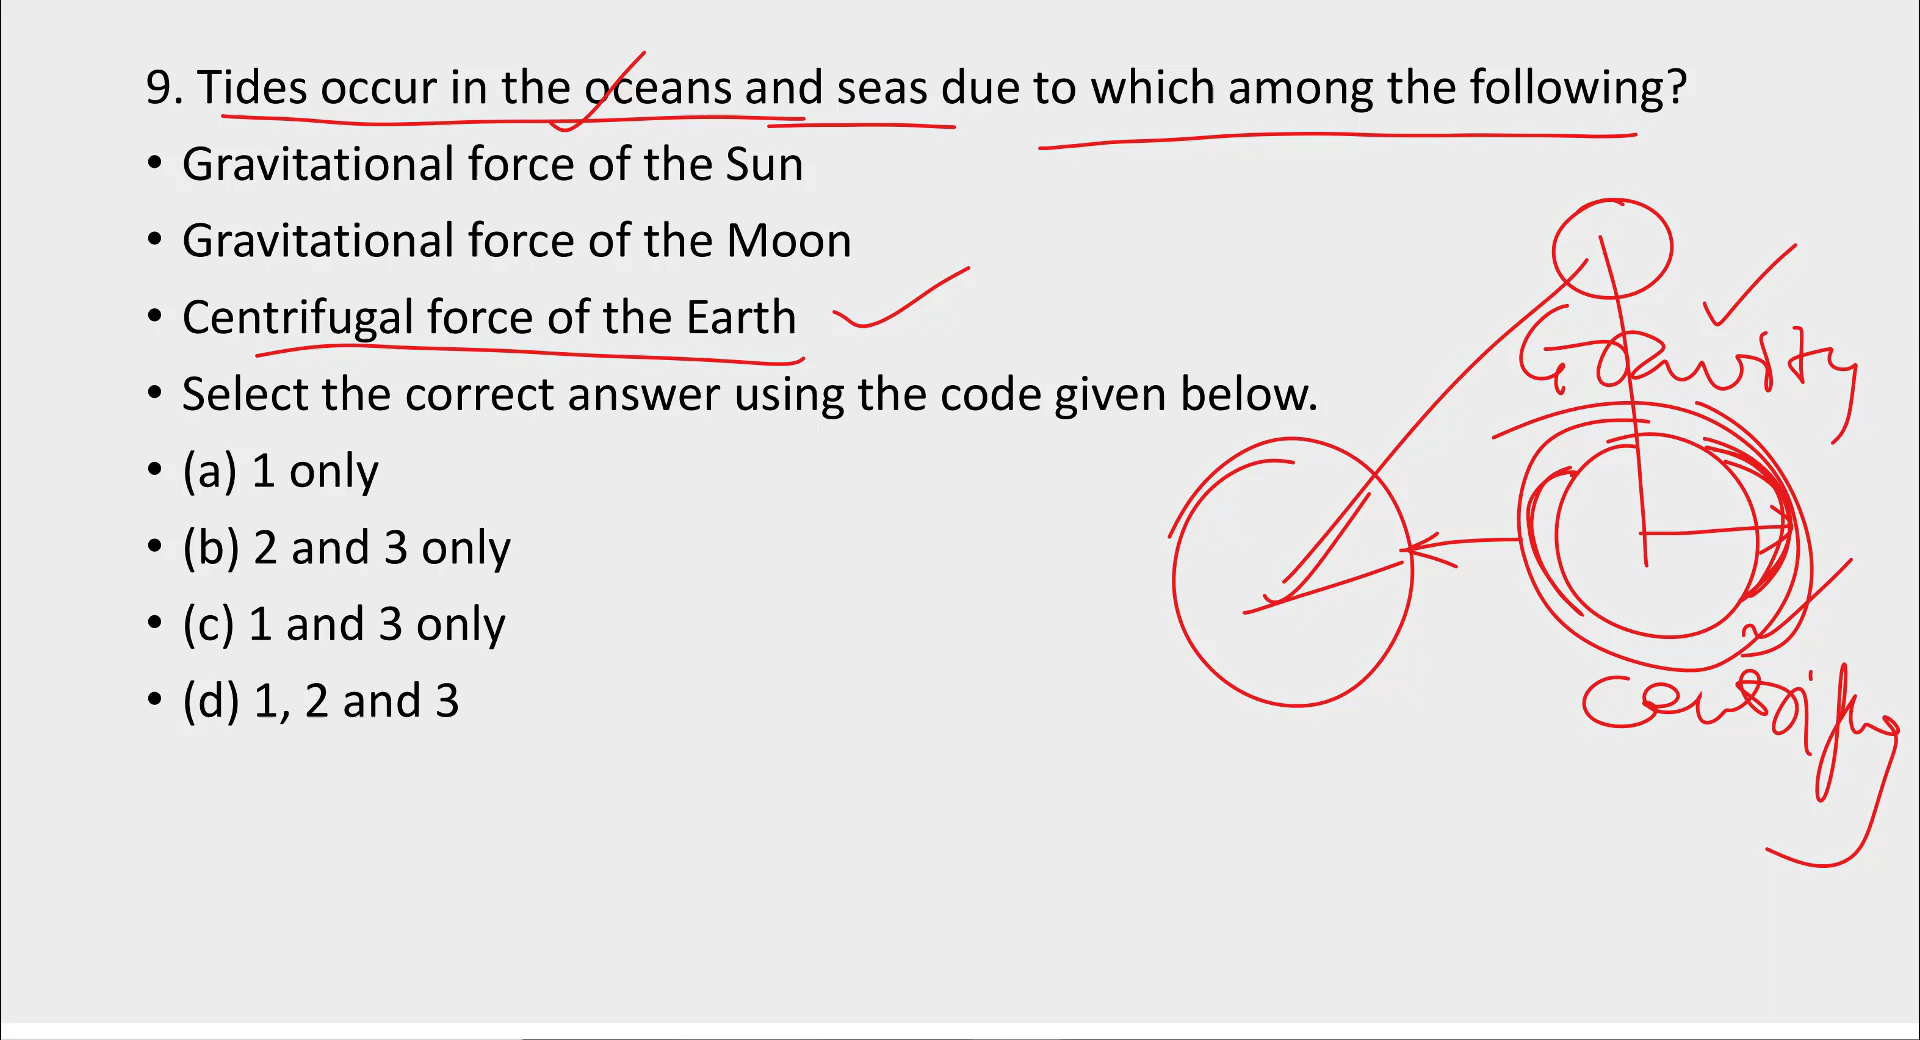 9. Tides occur in the oceans and seas due to which among the following?
• Gravitational force of the Sun
• Gravitational force of the Moon
• Centrifugal force of the Earth
• Select the correct answer using the code given below.
• (a) 1 only
• (b) 2 and 3 only
• (c) 1 and 3 only
• (d) 1, 2 and 3
Gravity